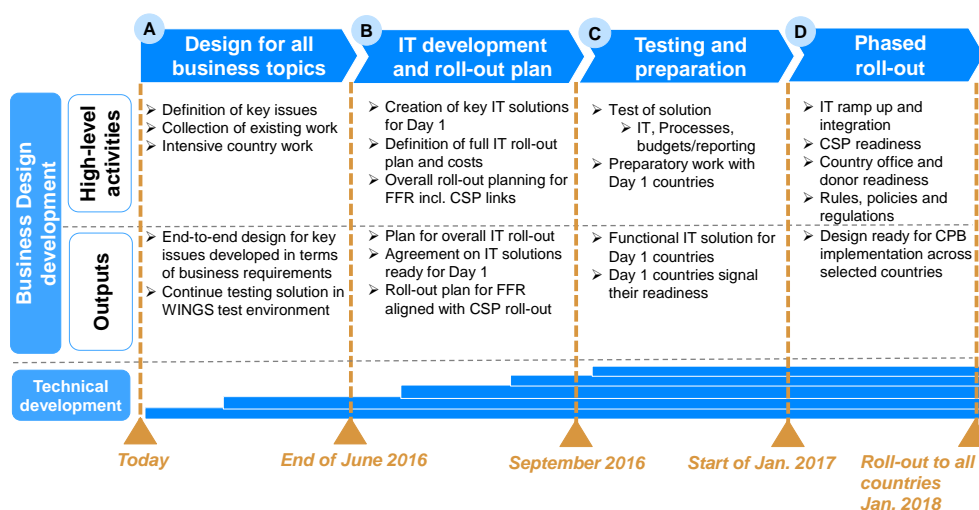 A
Design for all
business topics
B
IT development
and roll-out plan
C
Testing and
preparation
D
Phased
roll-out
Business Design
development
High-level
activities
➢ Definition of key issues
➢ Collection of existing work
➢ Intensive country work
➢ Creation of key IT solutions
for Day 1
➢ Definition of full IT roll-out
plan and costs
➢ Overall roll-out planning for
FFR incl. CSP links
➢ Test of solution
➢ IT, Processes,
budgets/reporting
➢ Preparatory work with
Day 1 countries
➢ IT ramp up and
integration
➢ CSP readiness
➢ Country office and
donor readiness
➢ Rules, policies and
regulations
Outputs
➢ End-to-end design for key
issues developed in terms
of business requirements
➢ Continue testing solution in
WINGS test environment
➢ Plan for overall IT roll-out
➢ Agreement on IT solutions
ready for Day 1
➢ Roll-out plan for FFR
aligned with CSP roll-out
➢ Functional IT solution for
Day 1 countries
➢ Day 1 countries signal
their readiness
➢ Design ready for CPB
implementation across
selected countries
Technical
development
Today
End of June 2016
September 2016
Start of Jan. 2017
Roll-out to all
countries
Jan. 2018